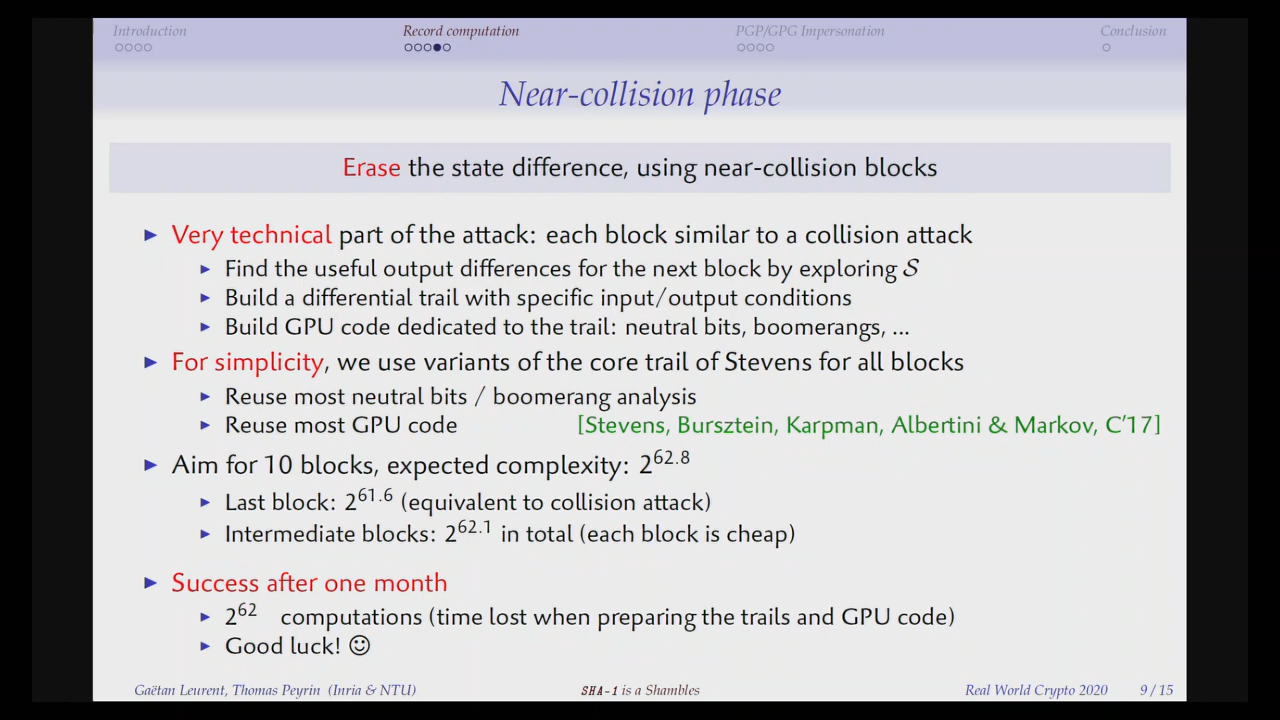 Introduction Record computation PGP/GPG Impersonation Conclusion
Near-collision phase
Erase the state difference, using near-collision blocks
▶ Very technical part of the attack: each block similar to a collision attack
▶ Find the useful output differences for the next block by exploring 𝒮
▶ Build a differential trail with specific input/output conditions
▶ Build GPU code dedicated to the trail: neutral bits, boomerangs, ...
▶ For simplicity, we use variants of the core trail of Stevens for all blocks
▶ Reuse most neutral bits / boomerang analysis
▶ Reuse most GPU code [Stevens, Bursztein, Karpman, Albertini & Markov, C'17]
▶ Aim for 10 blocks, expected complexity: 2^62.8
▶ Last block: 2^61.6 (equivalent to collision attack)
▶ Intermediate blocks: 2^62.1 in total (each block is cheap)
▶ Success after one month
▶ 2^62 computations (time lost when preparing the trails and GPU code)
▶ Good luck! ☺
Gaëtan Leurent, Thomas Peyrin (Inria & NTU) SHA-1 is a Shambles Real World Crypto 2020 9 / 15